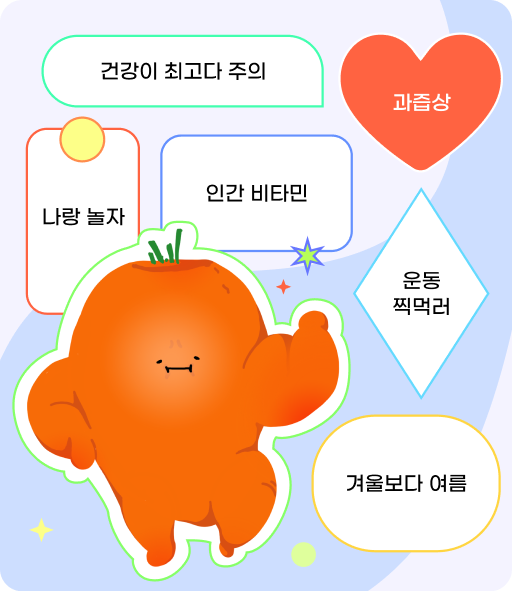 건강이 최고다 주의
과즙상
나랑 놀자
인간 비타민
운동
찍먹러
겨울보다 여름